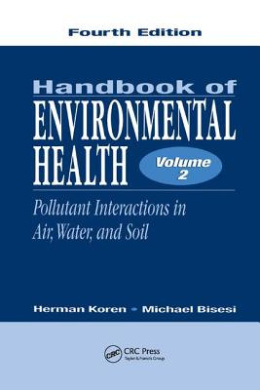 Fourth Edition
Handbook of
ENVIRONMENTAL
HEALTH
Volume
2
Pollutant Interactions in
Air, Water, and Soil
Herman Koren • Michael Bisesi
CRC Press
Taylor & Francis Group